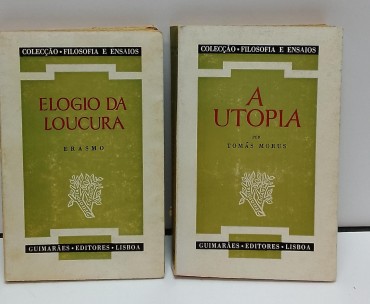 COLECÇÃO • FILOSOFIA E ENSAIOS
ELOGIO DA
LOUCURA
ERASMO
GUIMARÃES • EDITORES • LISBOA
COLECÇÃO • FILOSOFIA E ENSAIOS
A
UTOPIA
POR
TOMÁS MORUS
GUIMARÃES • EDITORES • LISBOA